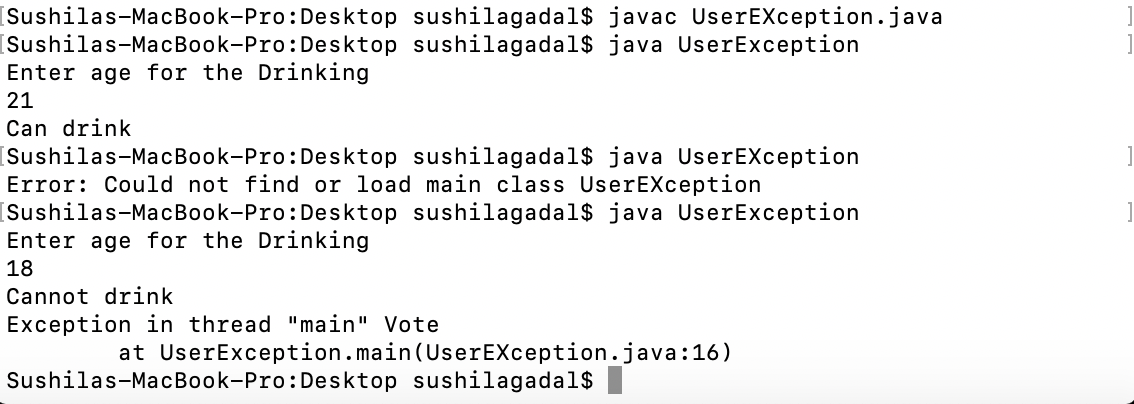 [Sushilas-MacBook-Pro:Desktop sushilagadal$ javac UserEXception.java ]
[Sushilas-MacBook-Pro:Desktop sushilagadal$ java UserException ]
Enter age for the Drinking
21
Can drink
[Sushilas-MacBook-Pro:Desktop sushilagadal$ java UserEXception ]
Error: Could not find or load main class UserEXception
[Sushilas-MacBook-Pro:Desktop sushilagadal$ java UserException ]
Enter age for the Drinking
18
Cannot drink
Exception in thread "main" Vote
        at UserException.main(UserEXception.java:16)
Sushilas-MacBook-Pro:Desktop sushilagadal$